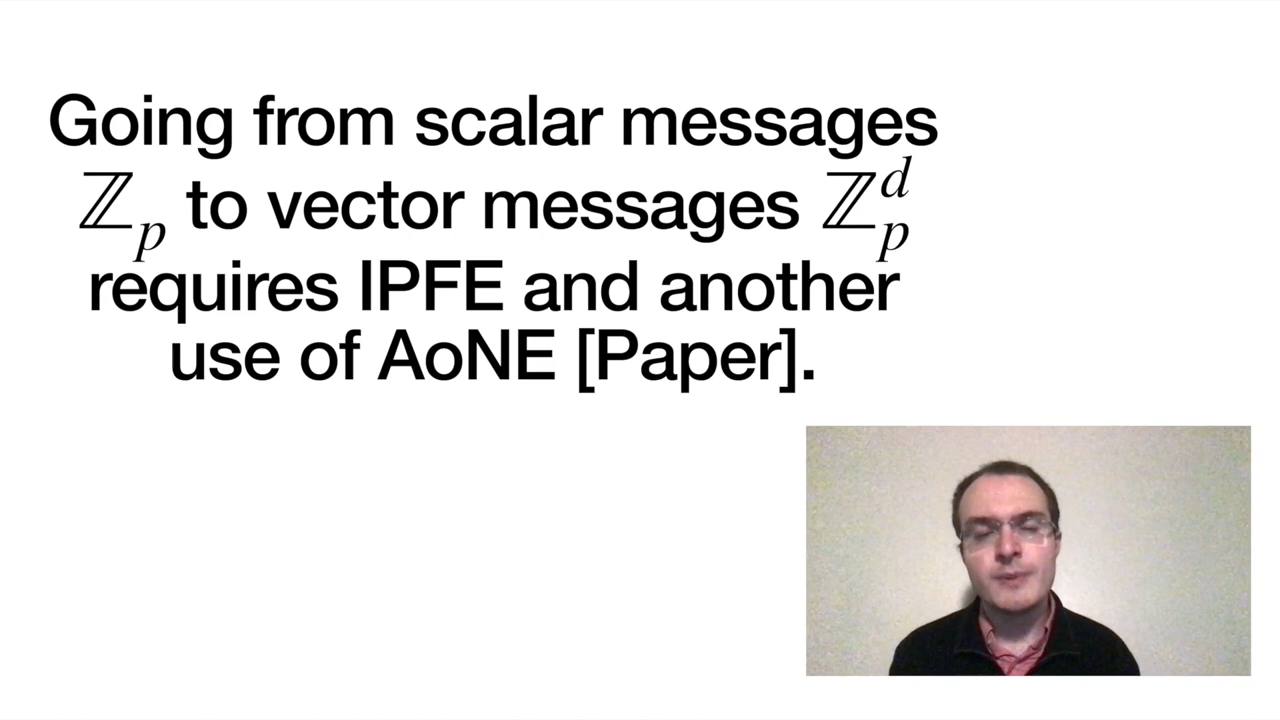 Going from scalar messages
ℤ_p to vector messages ℤ_p^d
requires IPFE and another
use of AoNE [Paper].